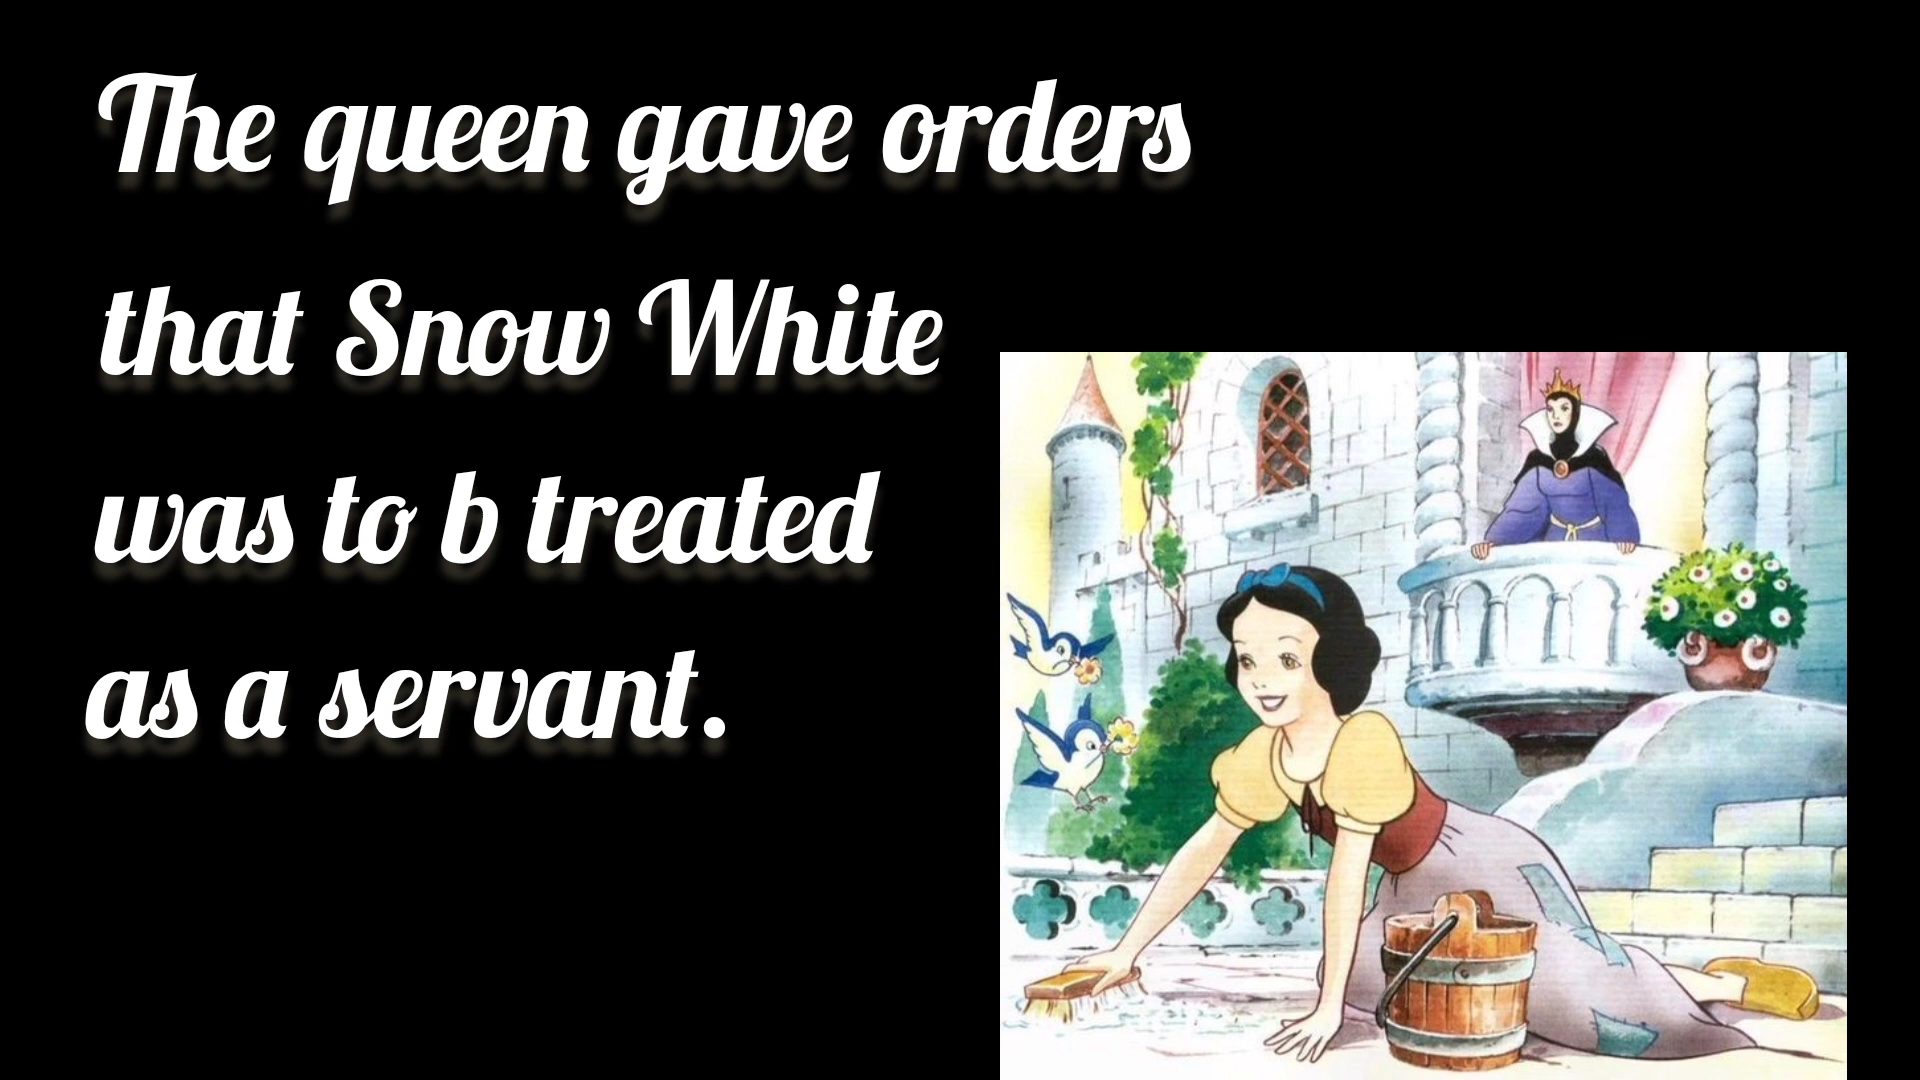 The queen gave orders
that Snow White
was to b treated
as a servant.